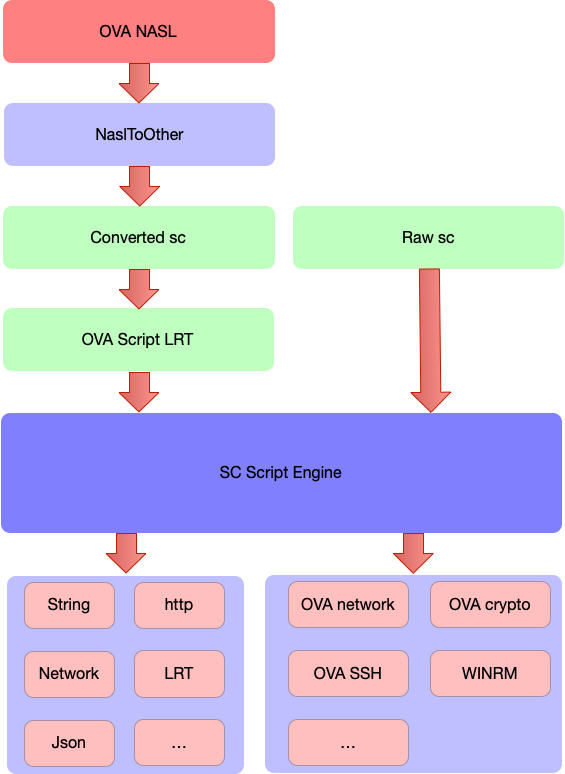 OVA NASL
NaslToOther
Converted sc
Raw sc
OVA Script LRT
SC Script Engine
String
http
Network
LRT
Json
...
OVA network
OVA crypto
OVA SSH
WINRM
...